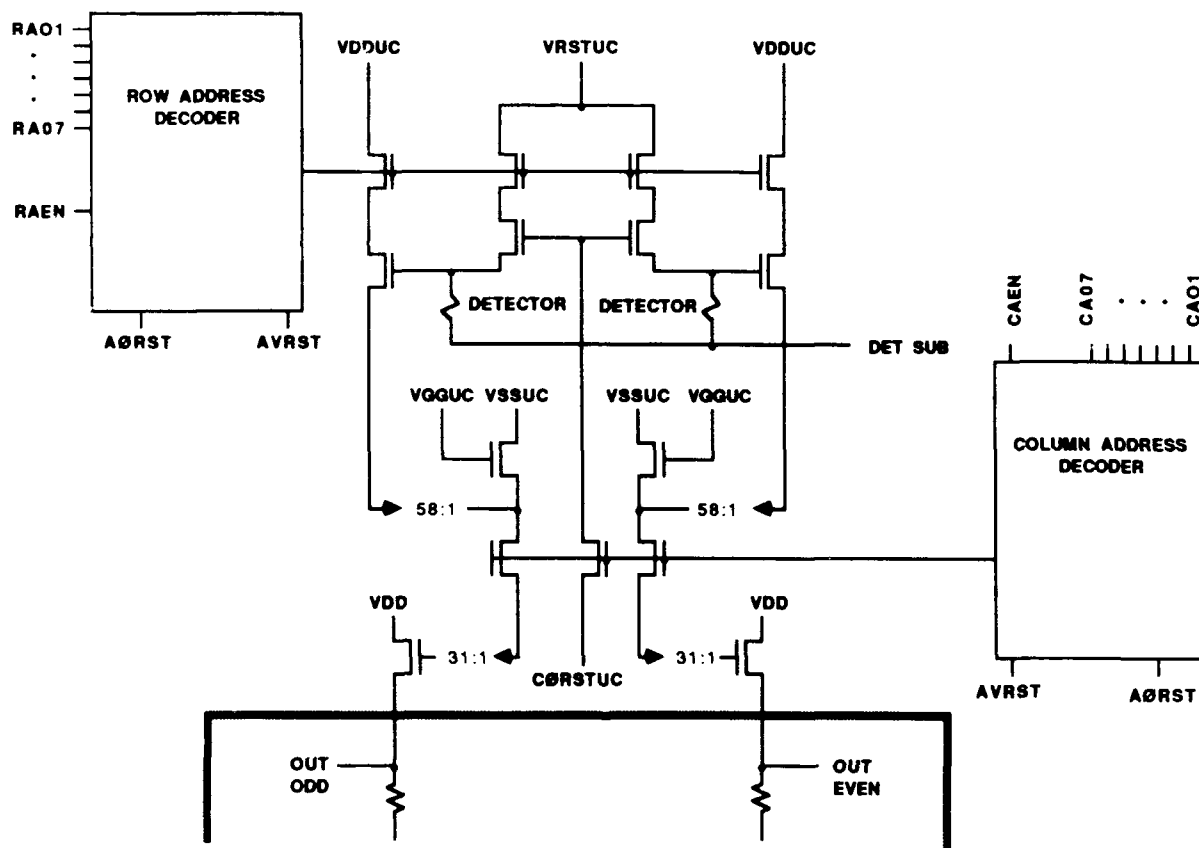 RAO1
ROW ADDRESS
DECODER
RA07
RAEN
AØRST
AVRST
VDDUC
VRSTUC
VDDUC
DETECTOR
DETECTOR
DET SUB
VGGUC
VSSUC
VSSUC
VGGUC
58:1
58:1
VDD
VDD
31:1
31:1
CØRSTUC
OUT
ODD
OUT
EVEN
CAEN
CA07
CAO1
COLUMN ADDRESS
DECODER
AVRST
AØRST